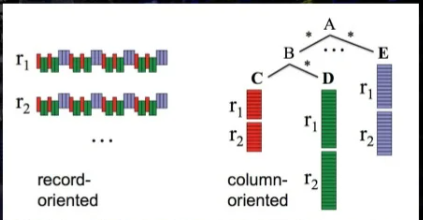 A
* *
B ... E
*
C D
r1
r2
...
record-
oriented
r1
r2
column-
oriented
r1
r2
r1
r2